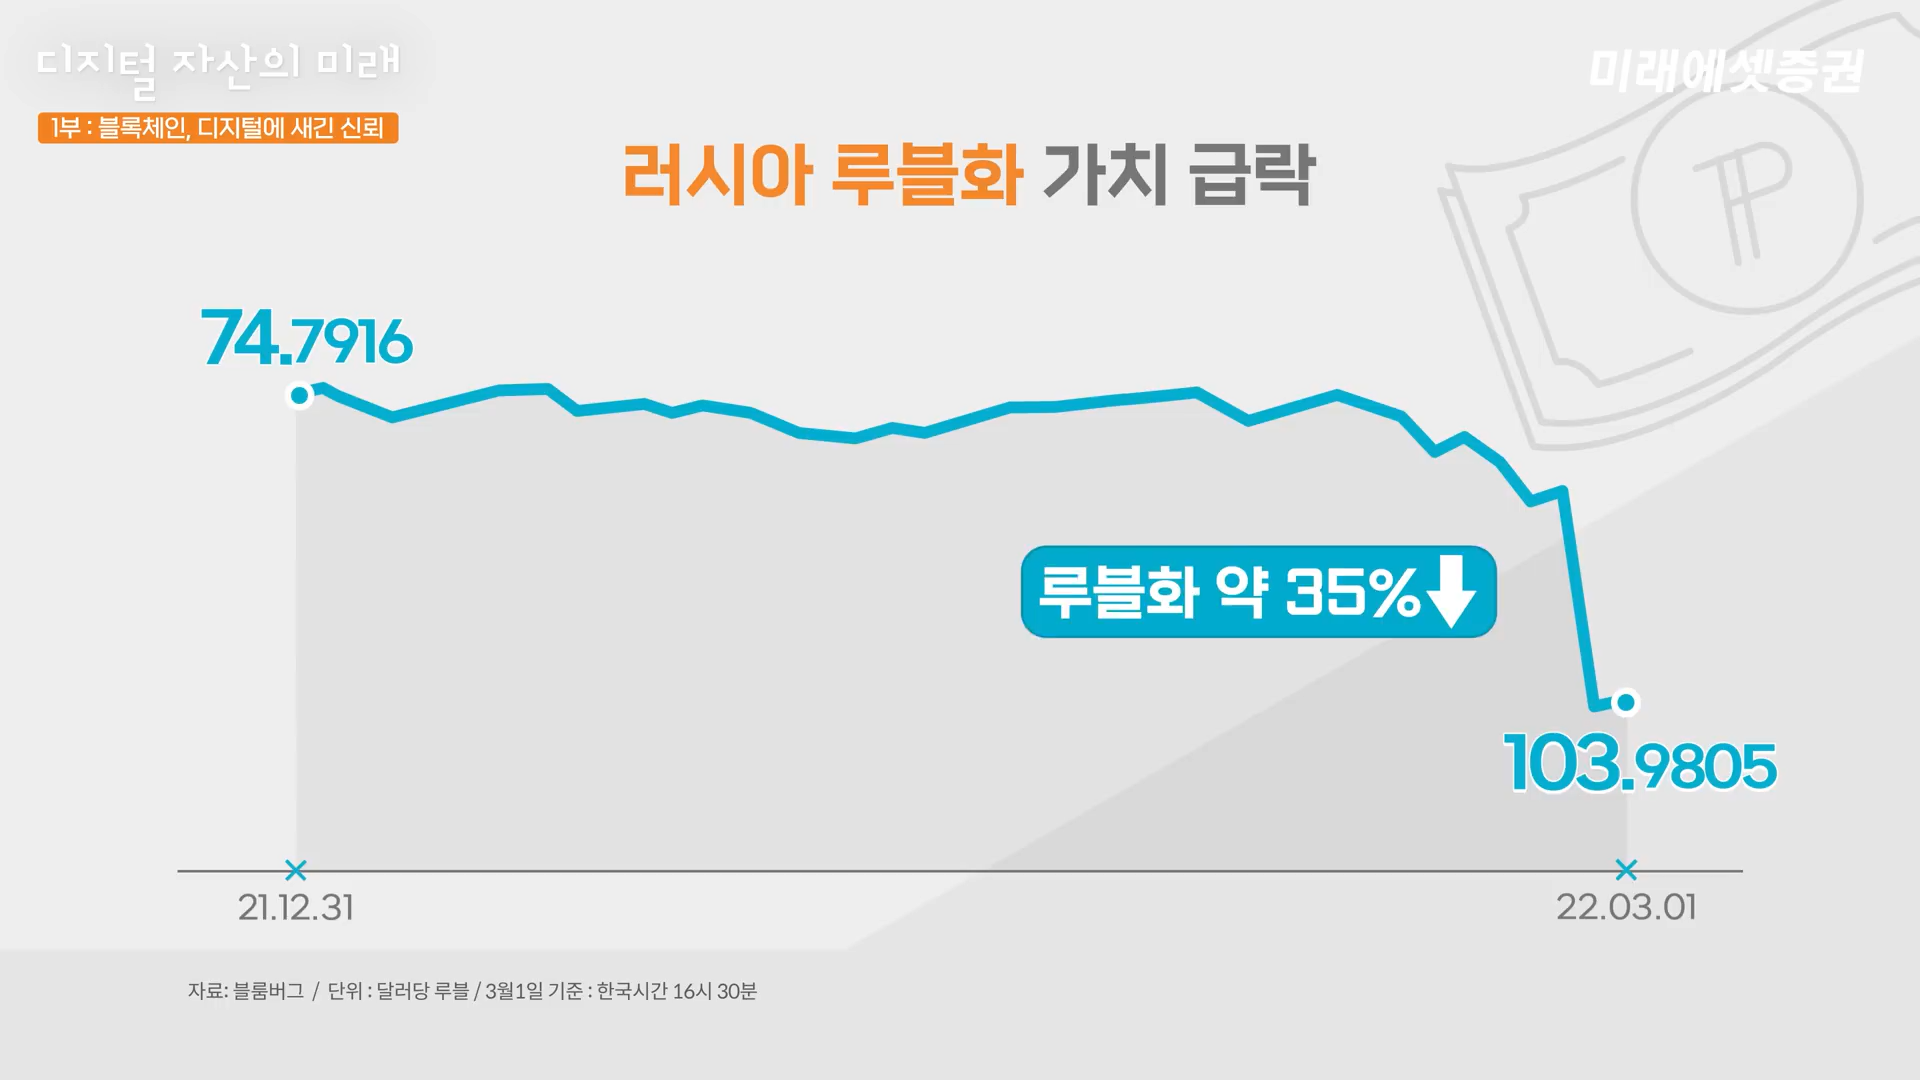 디지털 자산의 미래
미래에셋증권
1부 : 블록체인, 디지털에 새긴 신뢰
러시아 루블화 가치 급락
74.7916
루블화 약 35%
103.9805
21.12.31
22.03.01
자료: 블룸버그 / 단위 : 달러당 루블 / 3월1일 기준 : 한국시간 16시 30분